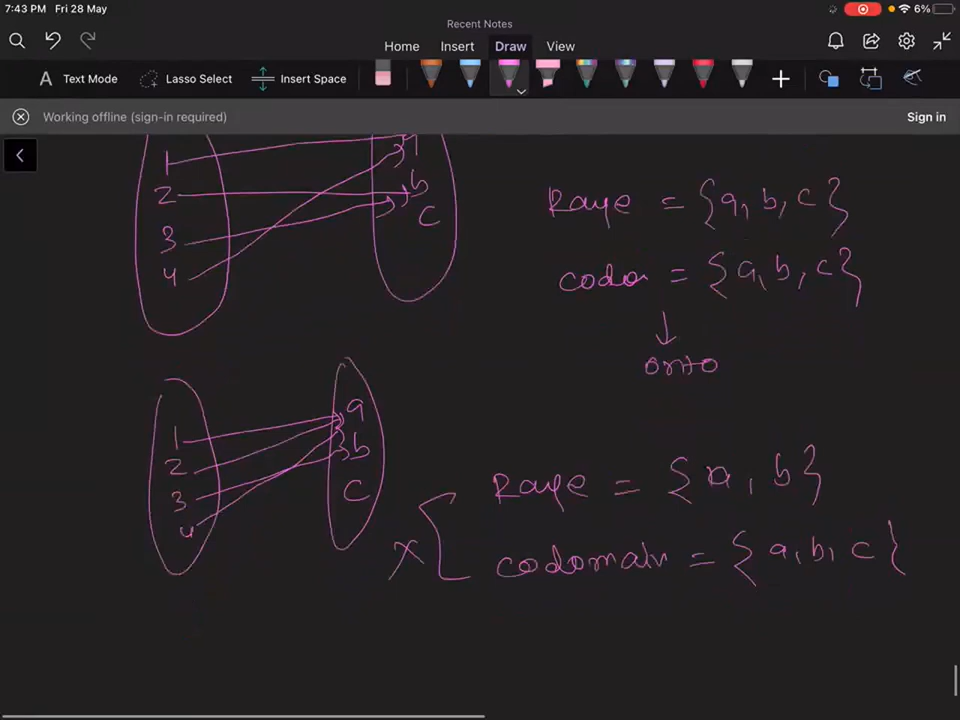 7:43 PM Fri 28 May
6%
Recent Notes
Home Insert Draw View
A Text Mode Lasso Select Insert Space
Working offline (sign-in required) Sign in
1 a
2 b
3 c
4
Range = {a, b, c}
codom = {a, b, c}
onto
1 a
2 b
3 c
4
Range = {a, b}
X codomain = {a, b, c}